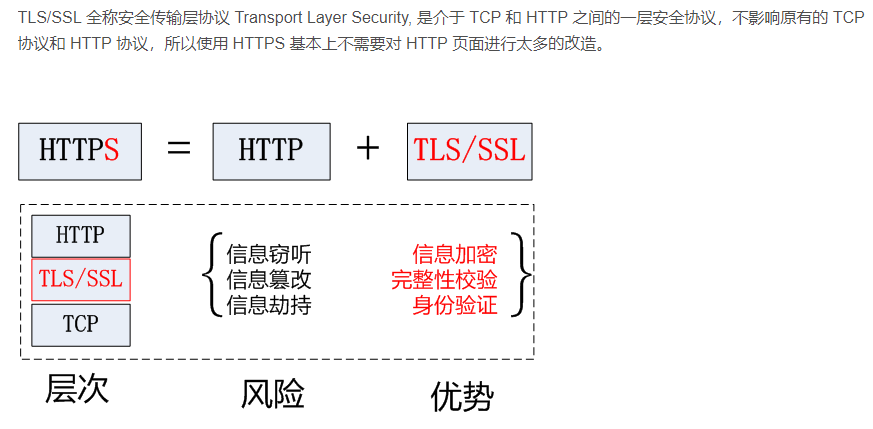 TLS/SSL 全称安全传输层协议 Transport Layer Security, 是介于 TCP 和 HTTP 之间的一层安全协议，不影响原有的 TCP
协议和 HTTP 协议，所以使用 HTTPS 基本上不需要对 HTTP 页面进行太多的改造。
HTTPS = HTTP + TLS/SSL
HTTP
TLS/SSL
TCP
信息窃听
信息篡改
信息劫持
信息加密
完整性校验
身份验证
层次
风险
优势